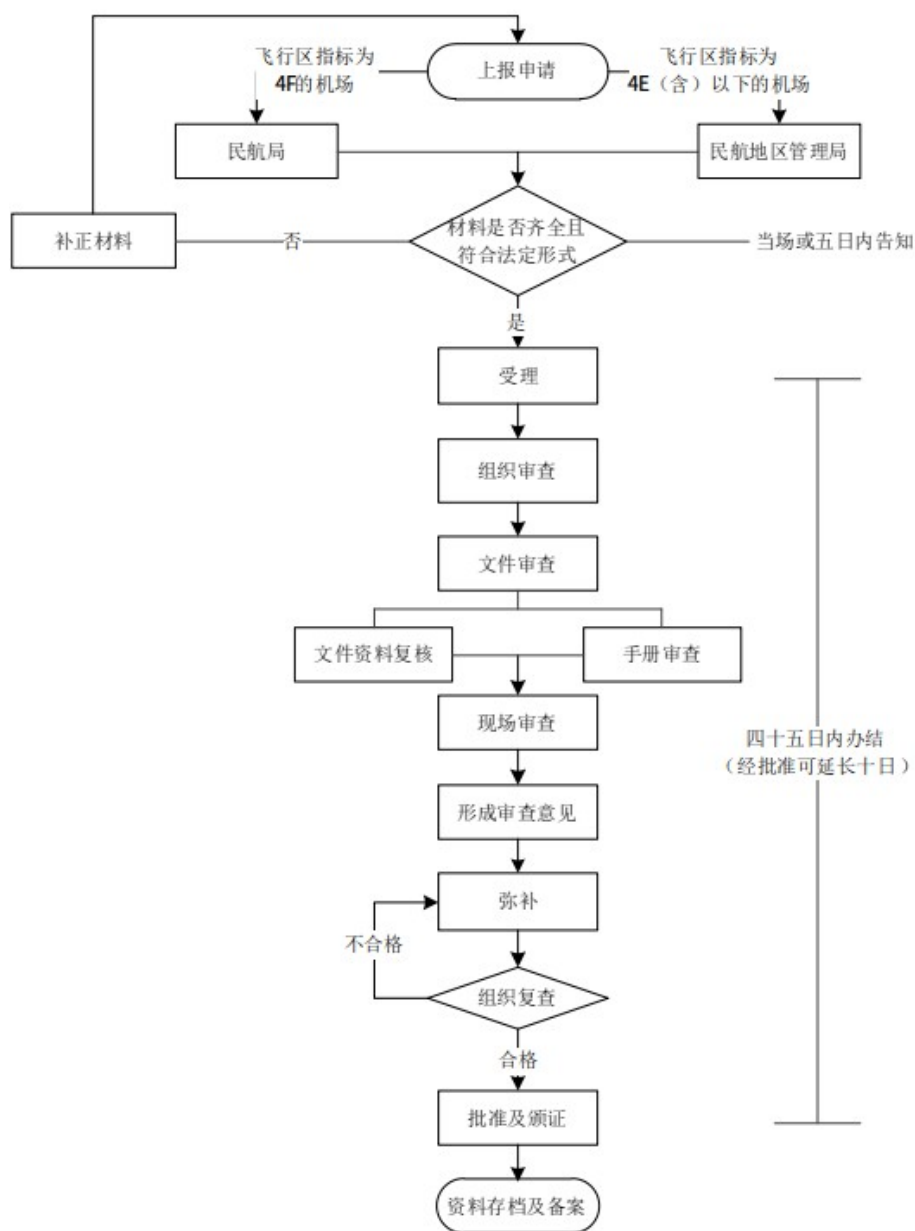 上报申请
飞行区指标为
4F的机场
飞行区指标为
4E（含）以下的机场
民航局
民航地区管理局
材料是否齐全且
符合法定形式
补正材料
否
当场或五日内告知
是
受理
组织审查
文件审查
文件资料复核
手册审查
现场审查
四十五日内办结
（经批准可延长十日）
形成审查意见
弥补
不合格
组织复查
合格
批准及颁证
资料存档及备案